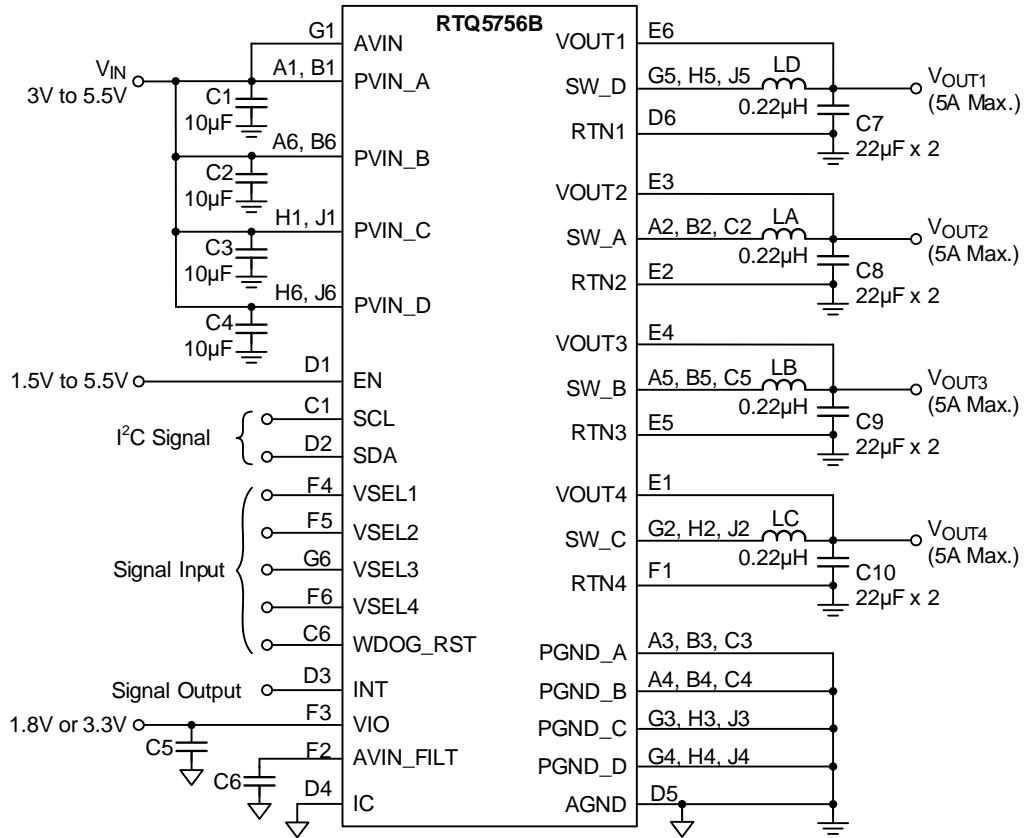 RTQ5756B
G1
AVIN
VIN
3V to 5.5V
A1, B1
PVIN_A
C1
10µF
A6, B6
PVIN_B
C2
10µF
H1, J1
PVIN_C
C3
10µF
H6, J6
PVIN_D
C4
10µF
1.5V to 5.5V
D1
EN
I²C Signal
C1
SCL
D2
SDA
Signal Input
F4
VSEL1
F5
VSEL2
G6
VSEL3
F6
VSEL4
C6
WDOG_RST
Signal Output
D3
INT
1.8V or 3.3V
F3
VIO
C5
F2
AVIN_FILT
C6
D4
IC
VOUT1
E6
SW_D
G5, H5, J5
LD
0.22µH
VOUT1
(5A Max.)
RTN1
D6
C7
22µF x 2
VOUT2
E3
SW_A
A2, B2, C2
LA
0.22µH
VOUT2
(5A Max.)
RTN2
E2
C8
22µF x 2
VOUT3
E4
SW_B
A5, B5, C5
LB
0.22µH
VOUT3
(5A Max.)
RTN3
E5
C9
22µF x 2
VOUT4
E1
SW_C
G2, H2, J2
LC
0.22µH
VOUT4
(5A Max.)
RTN4
F1
C10
22µF x 2
PGND_A
A3, B3, C3
PGND_B
A4, B4, C4
PGND_C
G3, H3, J3
PGND_D
G4, H4, J4
AGND
D5